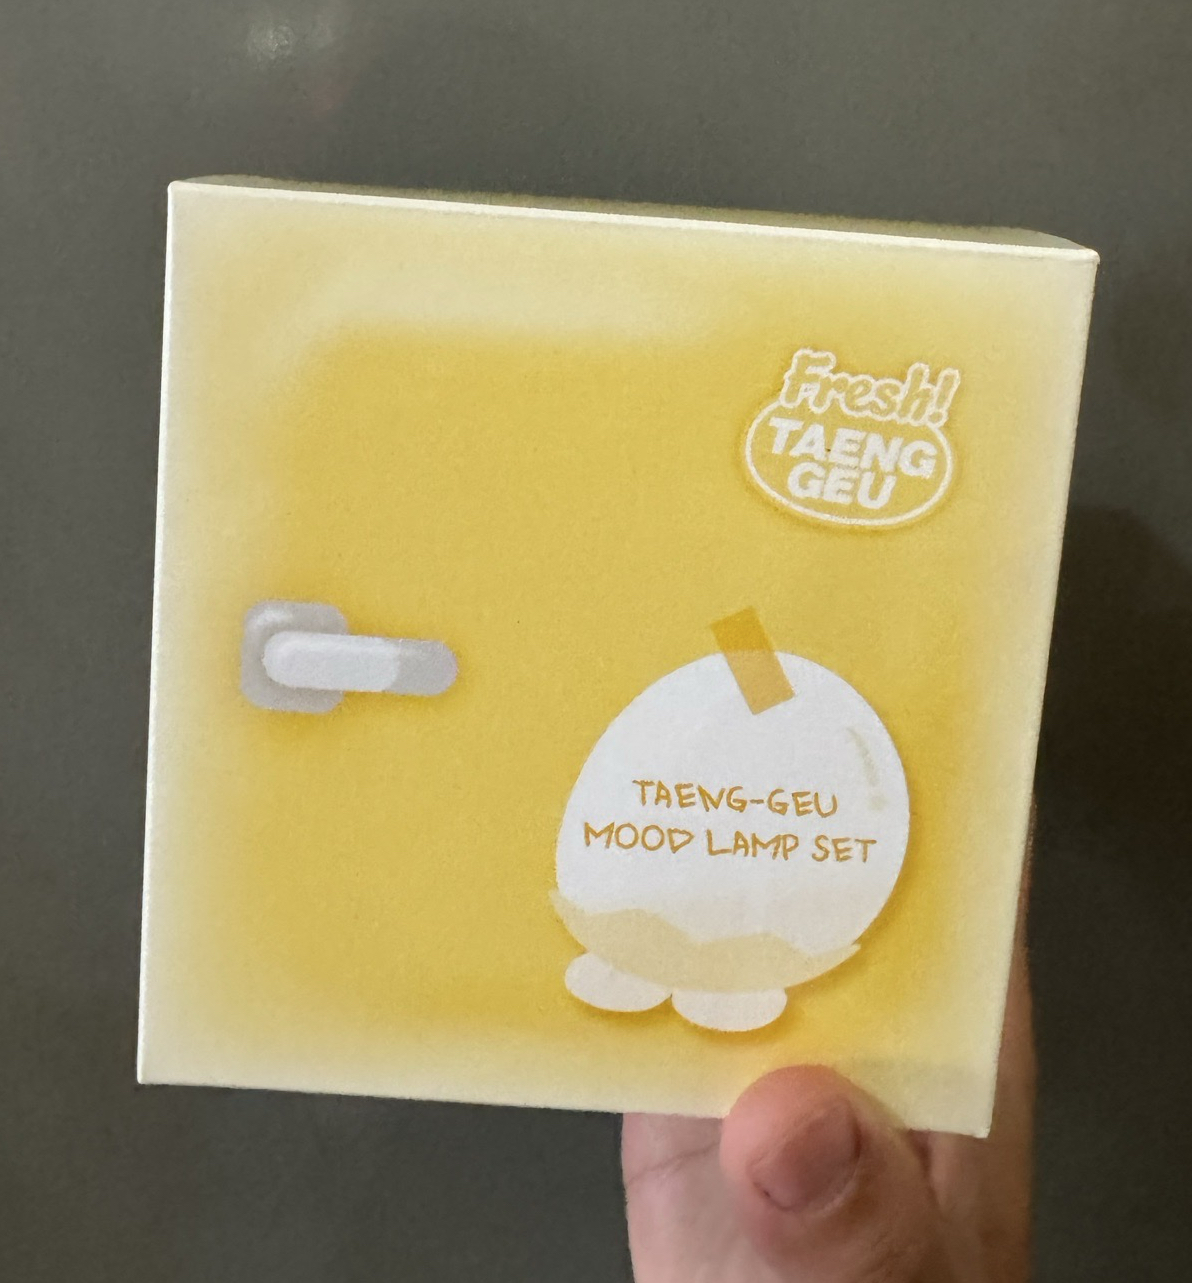 Fresh!
TAENG
GEU
TAENG-GEU
MOOD LAMP SET